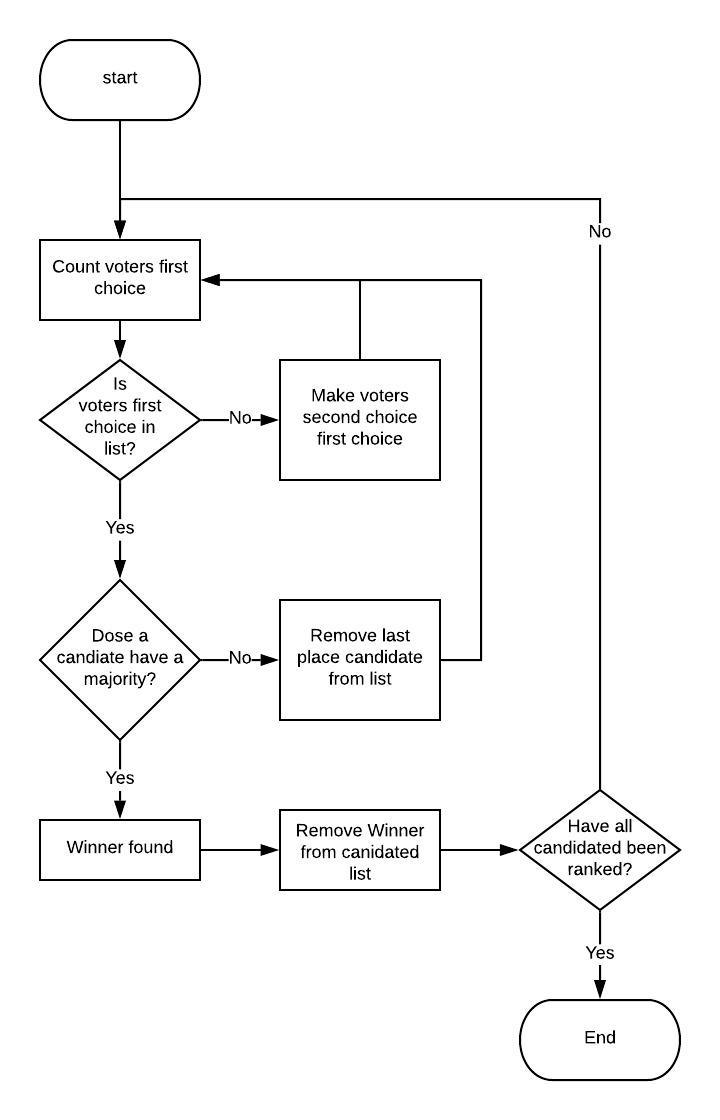 start
No
Count voters first
choice
Is
voters first
choice in
list?
No
Make voters
second choice
first choice
Yes
Dose a
candiate have a
majority?
No
Remove last
place candidate
from list
Yes
Winner found
Remove Winner
from canidated
list
Have all
candidated been
ranked?
Yes
End